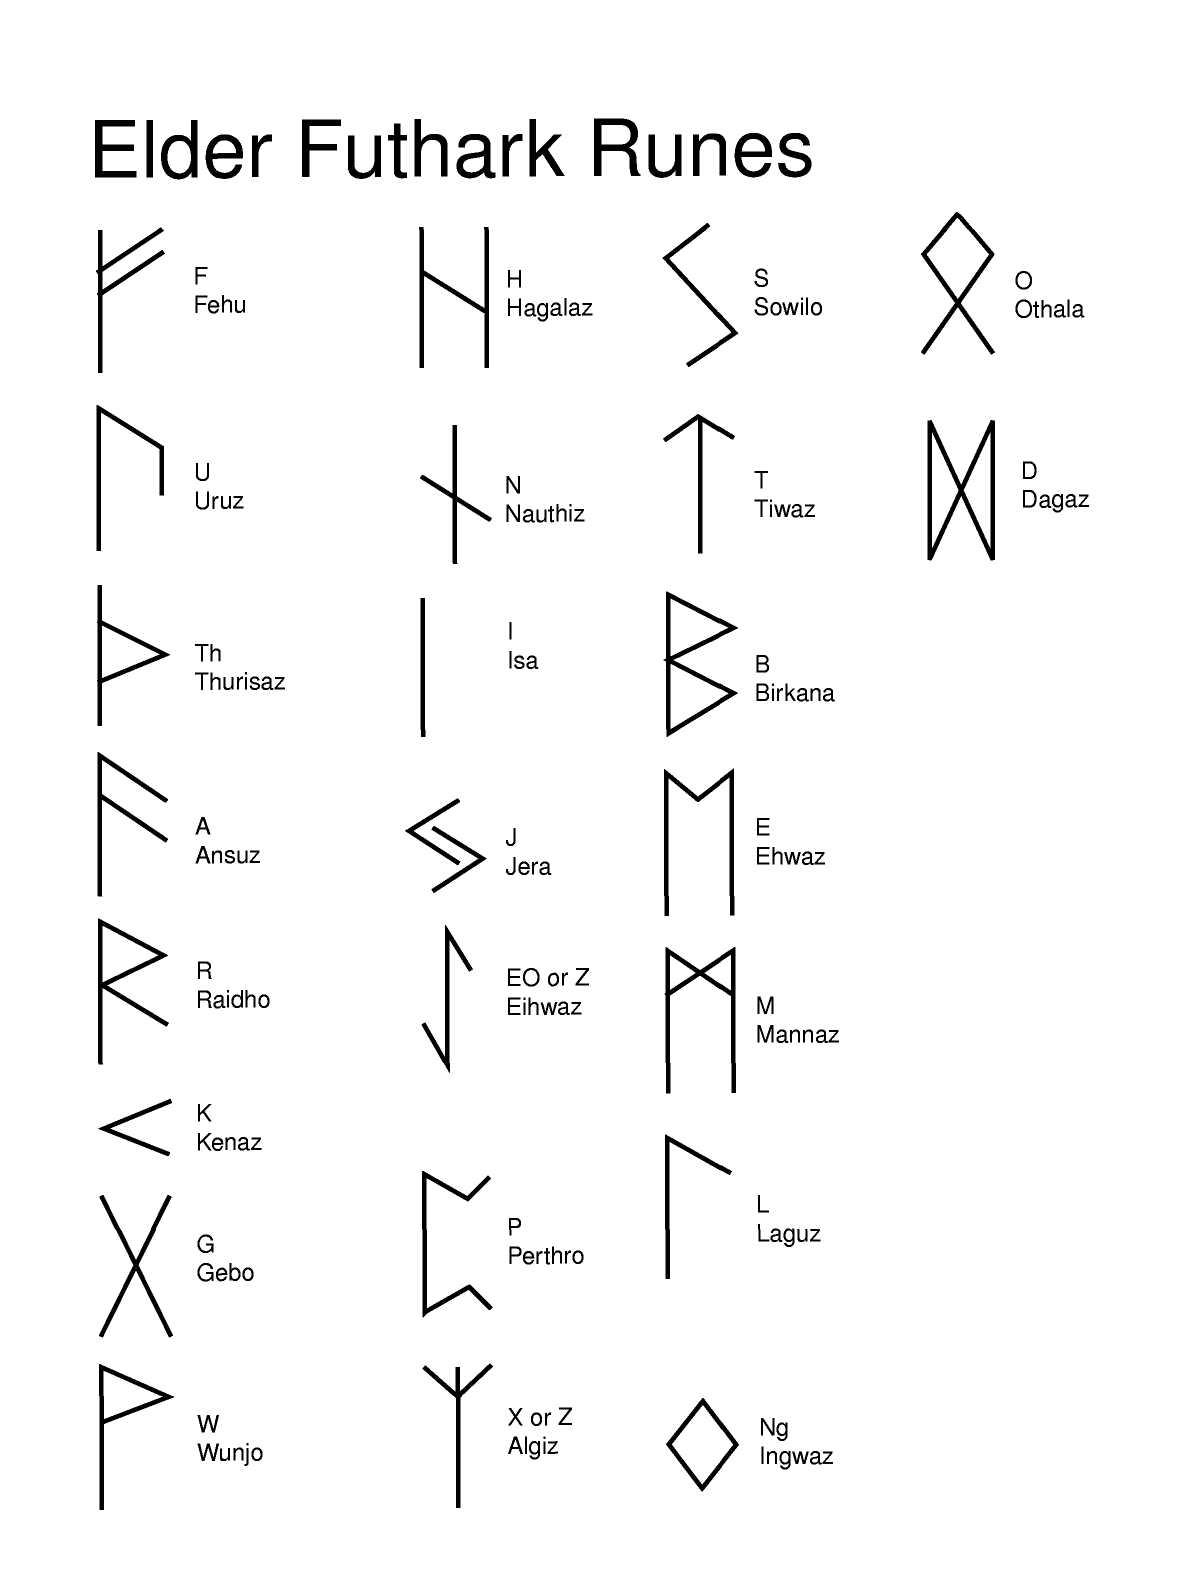 Elder Futhark Runes
F
Fehu
U
Uruz
Th
Thurisaz
A
Ansuz
R
Raidho
K
Kenaz
G
Gebo
W
Wunjo
H
Hagalaz
N
Nauthiz
I
Isa
J
Jera
EO or Z
Eihwaz
P
Perthro
X or Z
Algiz
S
Sowilo
T
Tiwaz
B
Birkana
E
Ehwaz
M
Mannaz
L
Laguz
Ng
Ingwaz
O
Othala
D
Dagaz